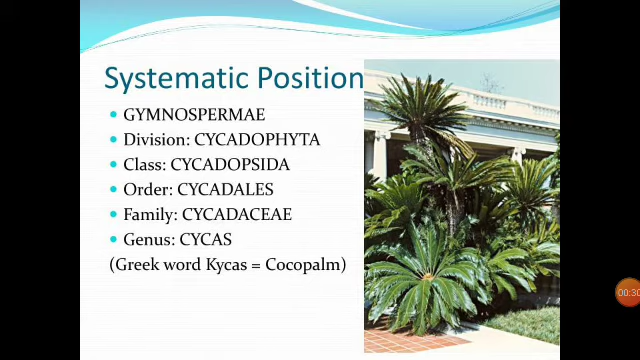 Systematic Position
GYMNOSPERMAE
Division: CYCADOPHYTA
Class: CYCADOPSIDA
Order: CYCADALES
Family: CYCADACEAE
Genus: CYCAS
(Greek word Kycas = Cocopalm)
00:30